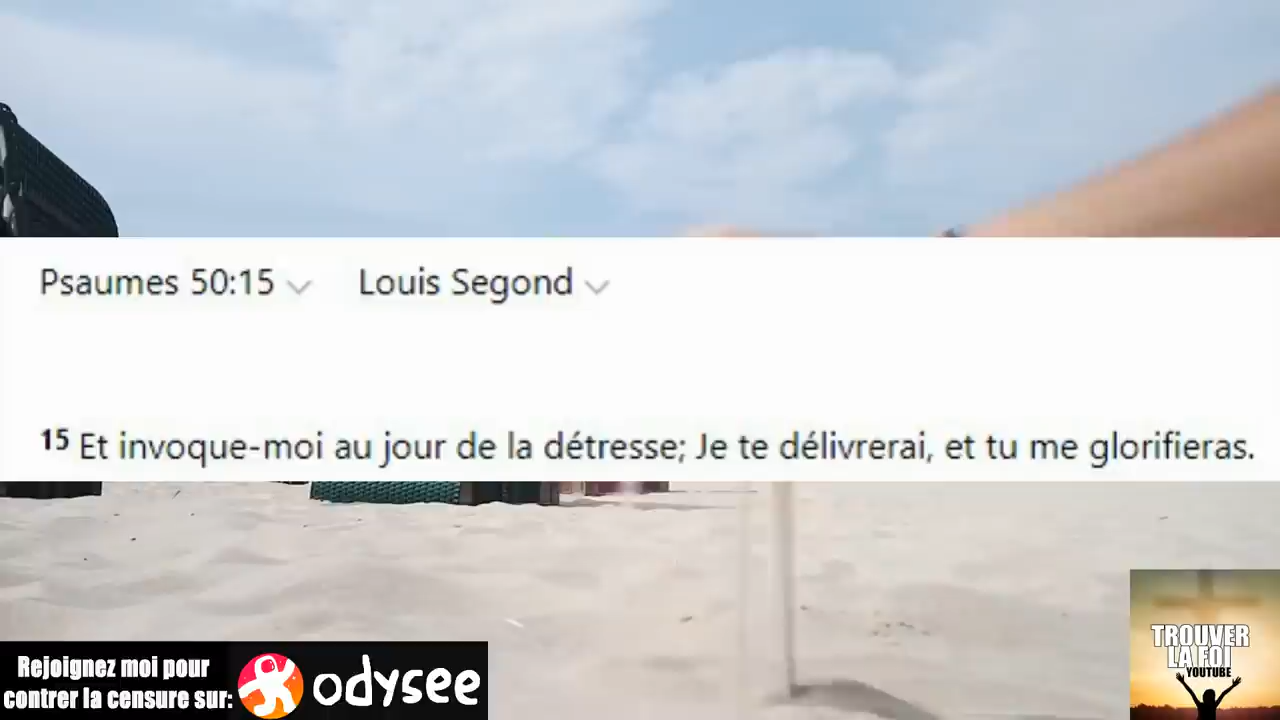 Psaumes 50:15 Louis Segond
15 Et invoque-moi au jour de la détresse; Je te délivrerai, et tu me glorifieras.
Rejoignez moi pour
contrer la censure sur:
odysee
TROUVER
LA FOI
YOUTUBE